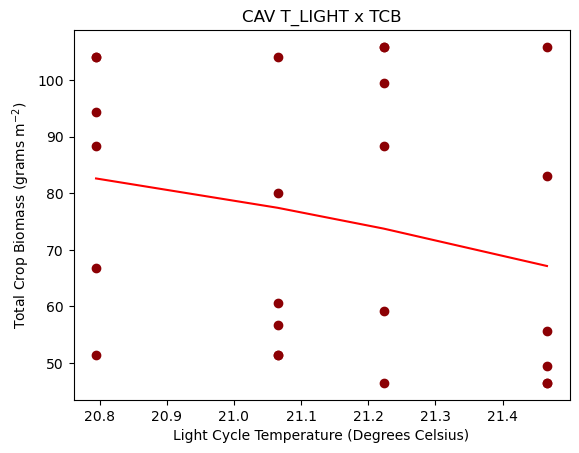 CAV T_LIGHT x TCB
Total Crop Biomass (grams m⁻²)
100
90
80
70
60
50
20.8 20.9 21.0 21.1 21.2 21.3 21.4
Light Cycle Temperature (Degrees Celsius)